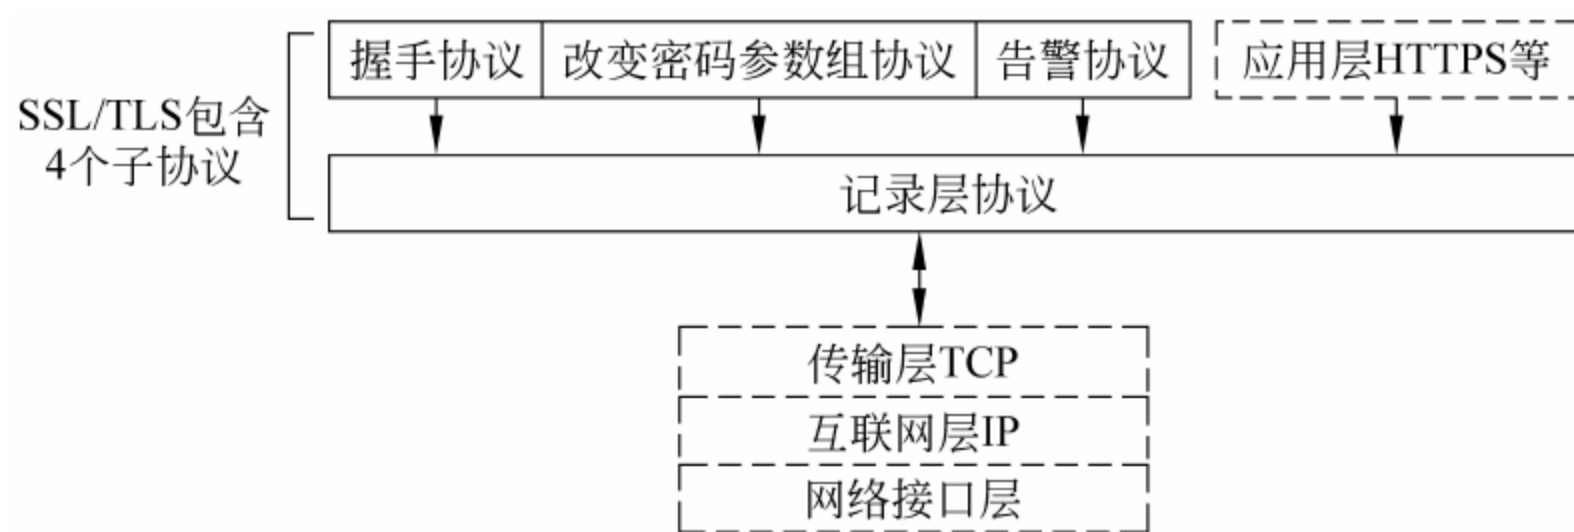 握手协议
改变密码参数组协议
告警协议
应用层HTTPS等
SSL/TLS包含
4个子协议
记录层协议
传输层TCP
互联网层IP
网络接口层